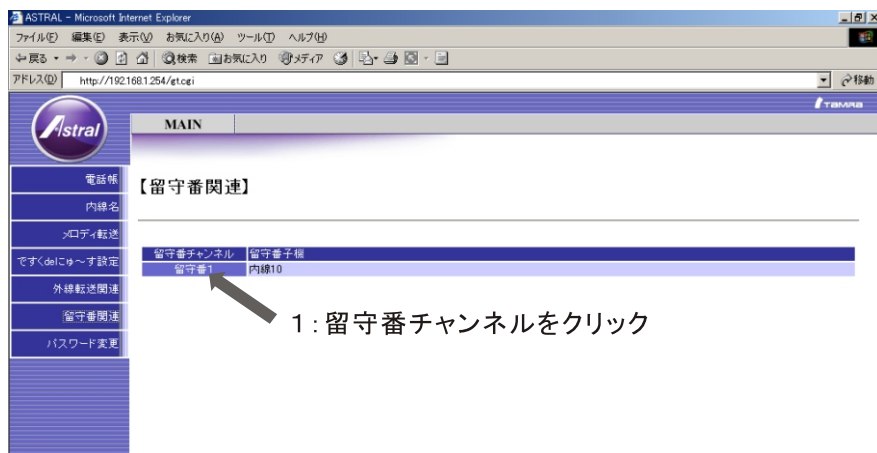 ASTRAL - Microsoft Internet Explorer
ファイル(F) 編集(E) 表示(V) お気に入り(A) ツール(T) ヘルプ(H)
戻る 検索 お気に入り メディア
アドレス(D) http://192.168.1.254/gt.cgi 移動
TAMURA
Astral
MAIN
電話帳
内線名
メロディ転送
ですくdelにゅ～す設定
外線転送関連
留守番関連
パスワード変更
【留守番関連】
留守番チャンネル 留守番子機
留守番1 内線10
1:留守番チャンネルをクリック